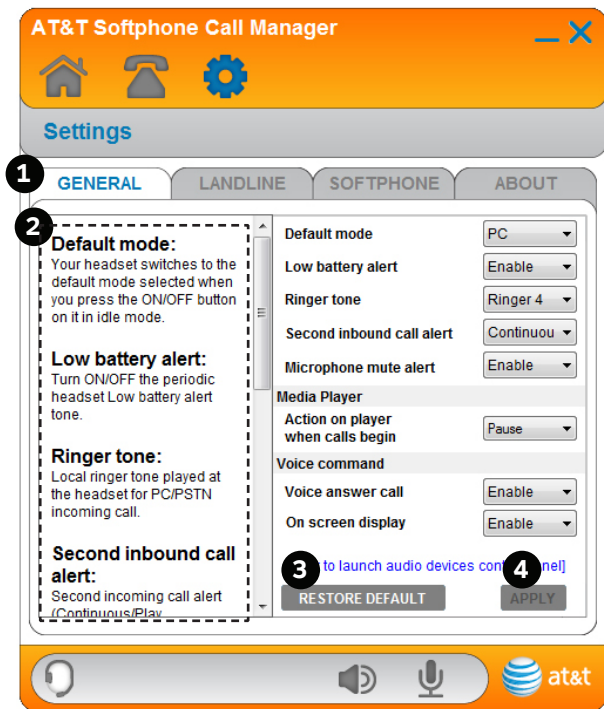 AT&T Softphone Call Manager
Settings
1
GENERAL
LANDLINE
SOFTPHONE
ABOUT
2
Default mode:
Your headset switches to the
default mode selected when
you press the ON/OFF button
on it in idle mode.
Low battery alert:
Turn ON/OFF the periodic
headset Low battery alert
tone.
Ringer tone:
Local ringer tone played at
the headset for PC/PSTN
incoming call.
Second inbound call
alert:
Second incoming call alert
(Continuous/Play
Default mode PC
Low battery alert Enable
Ringer tone Ringer 4
Second inbound call alert Continuou
Microphone mute alert Enable
Media Player
Action on player
when calls begin Pause
Voice command
Voice answer call Enable
On screen display Enable
3
to launch audio devices
4
RESTORE DEFAULT
APPLY
at&t